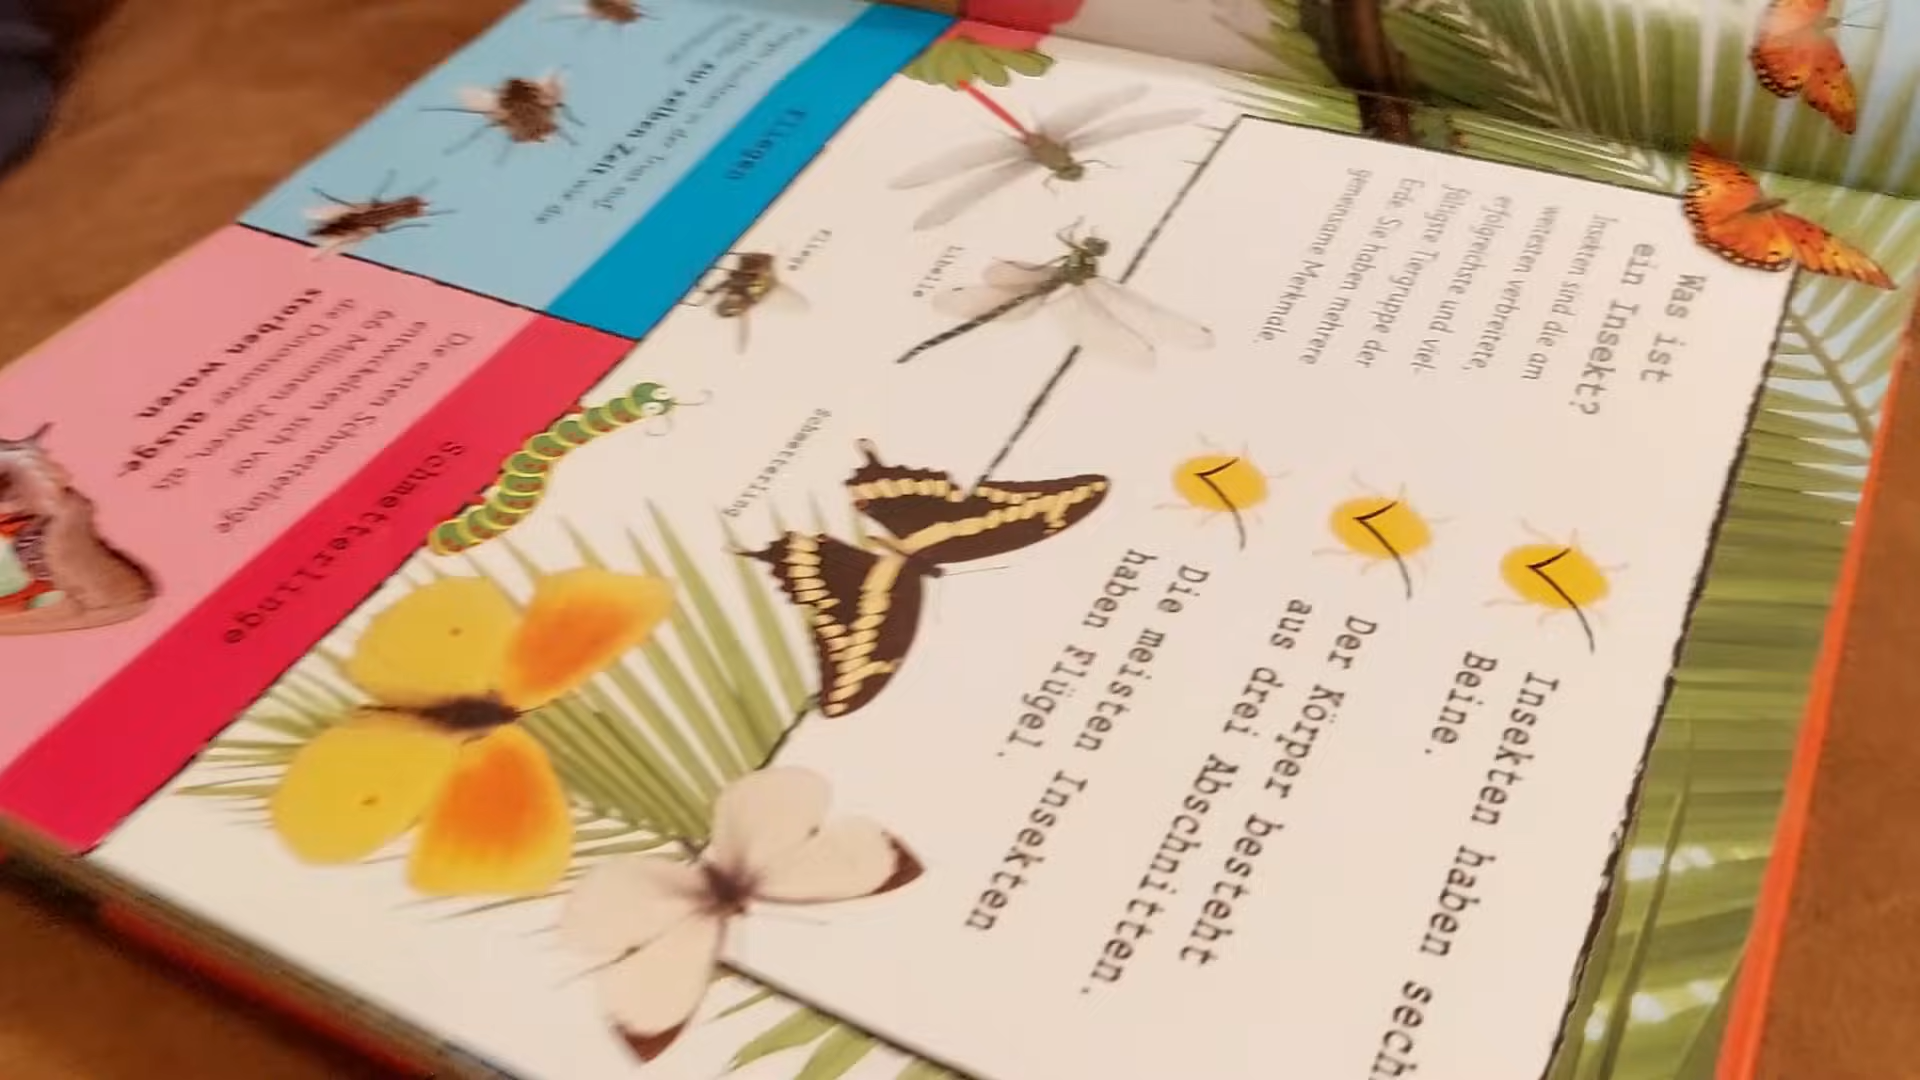 Was ist
ein Insekt?
Insekten sind die am
weitesten verbreitete,
erfolgreichste und viel-
fältigste Tiergruppe der
Erde. Sie haben mehrere
gemeinsame Merkmale.
Insekten haben sech
Beine.
Der Körper besteht
aus drei Abschnitten.
Die meisten Insekten
haben Flügel.
Libelle
Fliege
Schmetterling
Fliegen
zur selben Zeit wie die
Schmetterlinge
Die ersten Schmetterlinge
entwickelten sich vor
66 Millionen Jahren, als
die Dinosaurier ausge-
storben waren